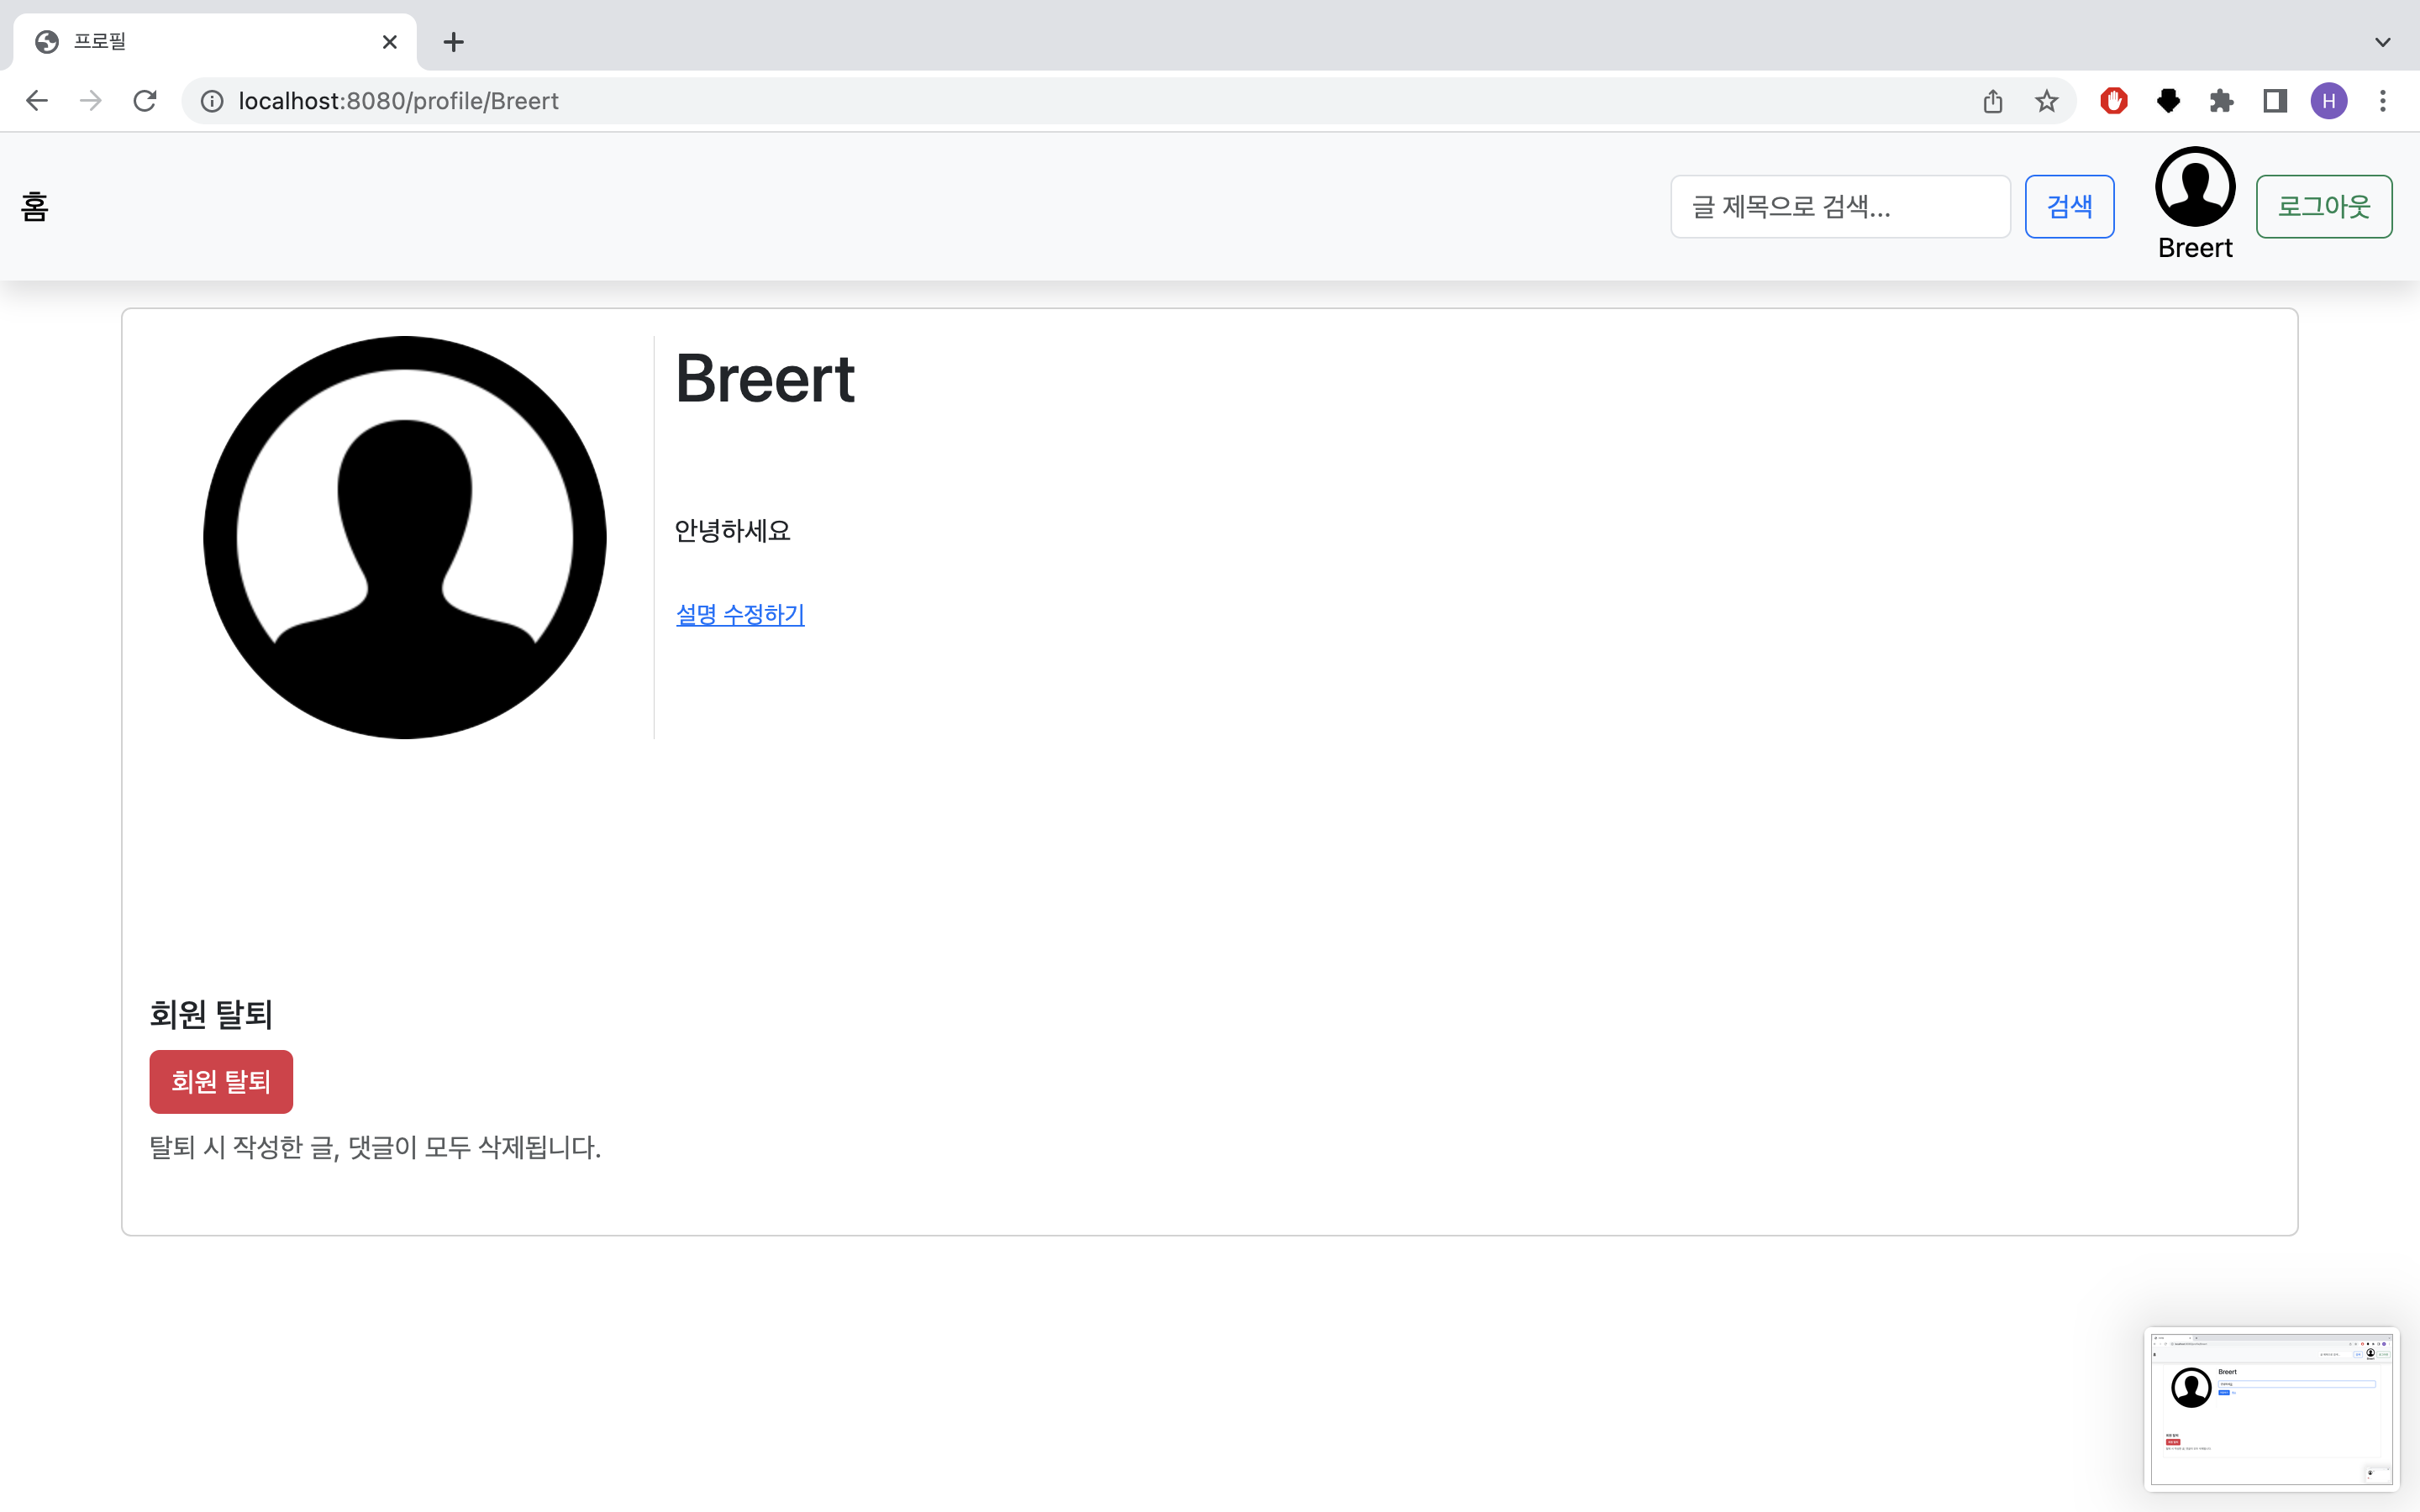 프로필
localhost:8080/profile/Breert
H
홈
글 제목으로 검색...
검색
Breert
로그아웃
Breert
안녕하세요
설명 수정하기
회원 탈퇴
회원 탈퇴
탈퇴 시 작성한 글, 댓글이 모두 삭제됩니다.
Breert